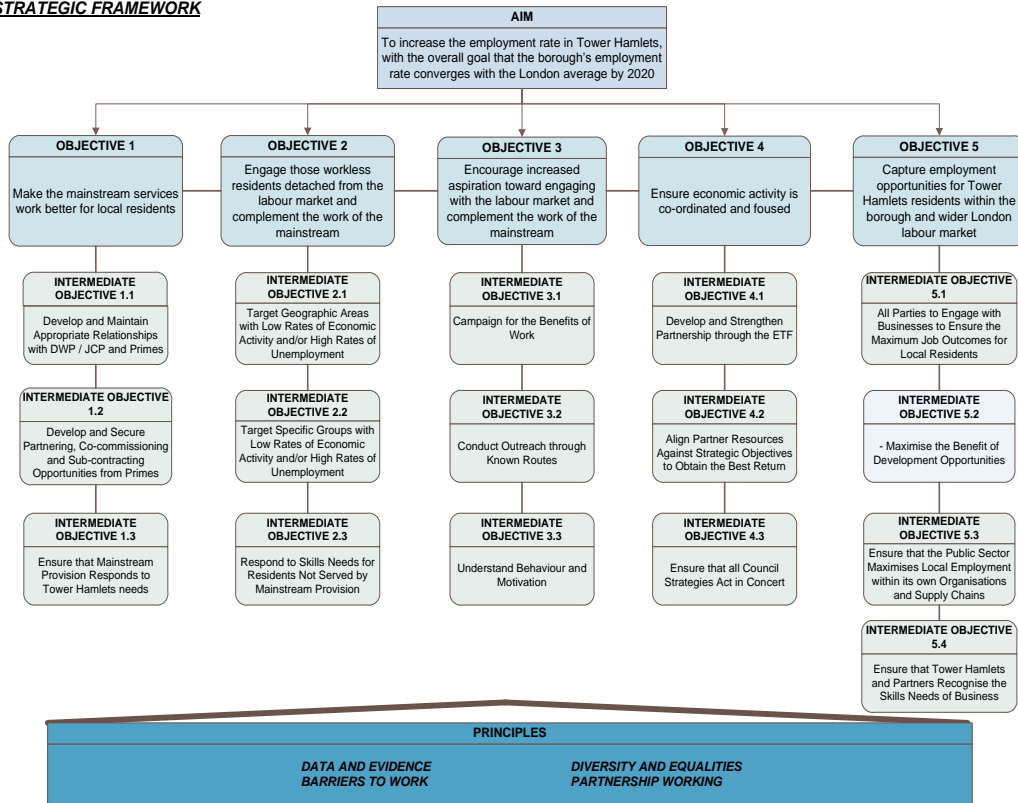 STRATEGIC FRAMEWORK
AIM
To increase the employment rate in Tower Hamlets,
with the overall goal that the borough's employment
rate converges with the London average by 2020
OBJECTIVE 1
Make the mainstream services
work better for local residents
OBJECTIVE 2
Engage those workless
residents detached from the
labour market and
complement the work of the
mainstream
OBJECTIVE 3
Encourage increased
aspiration toward engaging
with the labour market and
complement the work of the
mainstream
OBJECTIVE 4
Ensure economic activity is
co-ordinated and foused
OBJECTIVE 5
Capture employment
opportunities for Tower
Hamlets residents within the
borough and wider London
labour market
INTERMEDIATE
OBJECTIVE 1.1
Develop and Maintain
Appropriate Relationships
with DWP / JCP and Primes
INTERMEDIATE OBJECTIVE
1.2
Develop and Secure
Partnering, Co-commissioning
and Sub-contracting
Opportunities from Primes
INTERMEDIATE
OBJECTIVE 1.3
Ensure that Mainstream
Provision Responds to
Tower Hamlets needs
INTERMEDIATE
OBJECTIVE 2.1
Target Geographic Areas
with Low Rates of Economic
Activity and/or High Rates of
Unemployment
INTERMEDIATE
OBJECTIVE 2.2
Target Specific Groups with
Low Rates of Economic
Activity and/or High Rates of
Unemployment
INTERMEDIATE
OBJECTIVE 2.3
Respond to Skills Needs for
Residents Not Served by
Mainstream Provision
INTERMEDIATE
OBJECTIVE 3.1
Campaign for the Benefits of
Work
INTERMEDATE
OBJECTIVE 3.2
Conduct Outreach through
Known Routes
INTERMEDIATE
OBJECTIVE 3.3
Understand Behaviour and
Motivation
INTERMEDIATE
OBJECTIVE 4.1
Develop and Strengthen
Partnership through the ETF
INTERMDEIATE
OBJECTIVE 4.2
Align Partner Resources
Against Strategic Objectives
to Obtain the Best Return
INTERMEDIATE
OBJECTIVE 4.3
Ensure that all Council
Strategies Act in Concert
INTERMEDIATE OBJECTIVE
5.1
All Parties to Engage with
Businesses to Ensure the
Maximum Job Outcomes for
Local Residents
INTERMEDIATE
OBJECTIVE 5.2
- Maximise the Benefit of
Development Opportunities
INTERMEDIATE
OBJECTIVE 5.3
Ensure that the Public Sector
Maximises Local Employment
within its own Organisations
and Supply Chains
INTERMEDIATE OBJECTIVE
5.4
Ensure that Tower Hamlets
and Partners Recognise the
Skills Needs of Business
PRINCIPLES
DATA AND EVIDENCE
BARRIERS TO WORK
DIVERSITY AND EQUALITIES
PARTNERSHIP WORKING